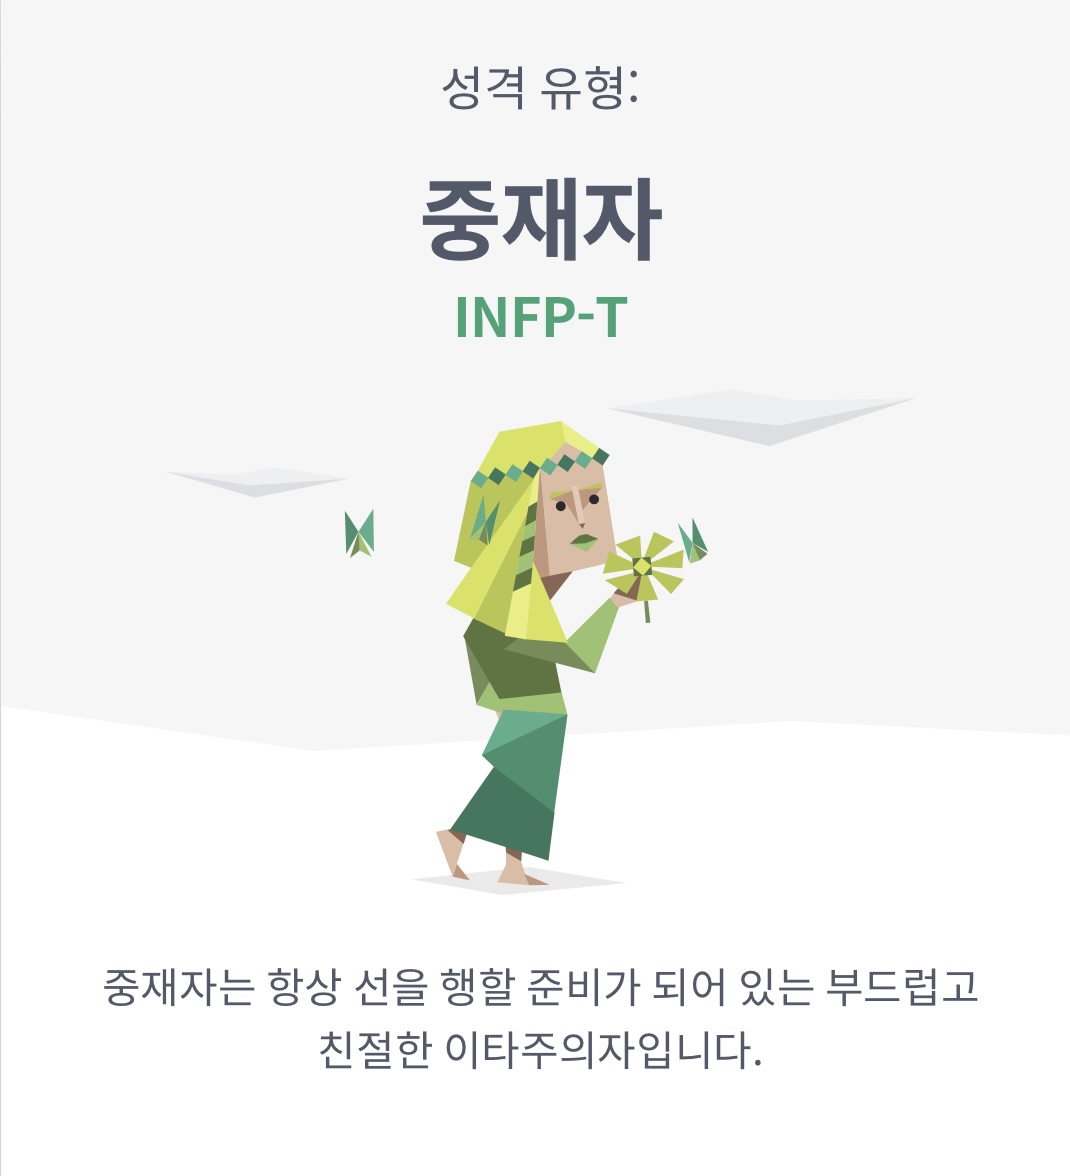 성격 유형:
중재자
INFP-T
중재자는 항상 선을 행할 준비가 되어 있는 부드럽고
친절한 이타주의자입니다.